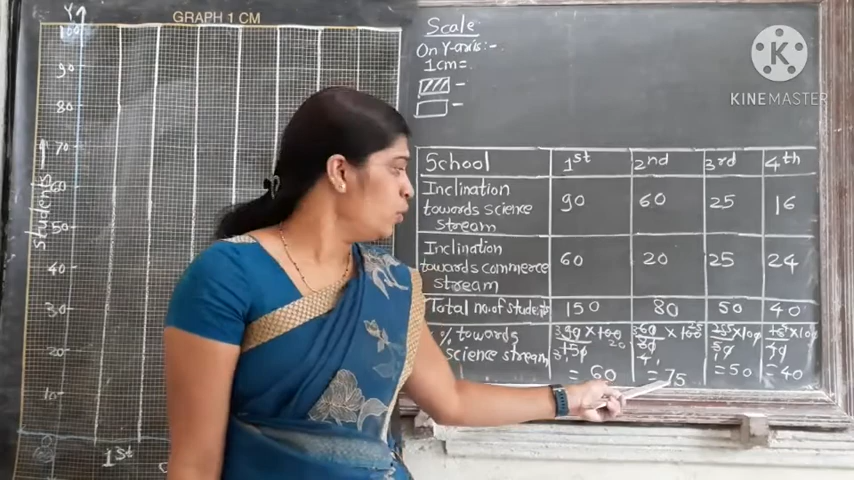 GRAPH 1 CM
Y
100
90
80
70
60
50
40
30
20
10
0
Students
1st
Scale
On Y-axis:-
1cm=
-
-
K
KINEMASTER
School 1st 2nd 3rd 4th
Inclination towards science stream 90 60 25 16
Inclination towards commerce stream 60 20 25 24
Total no. of students 150 80 50 40
% towards science stream
= 60 = 75 = 50 = 40